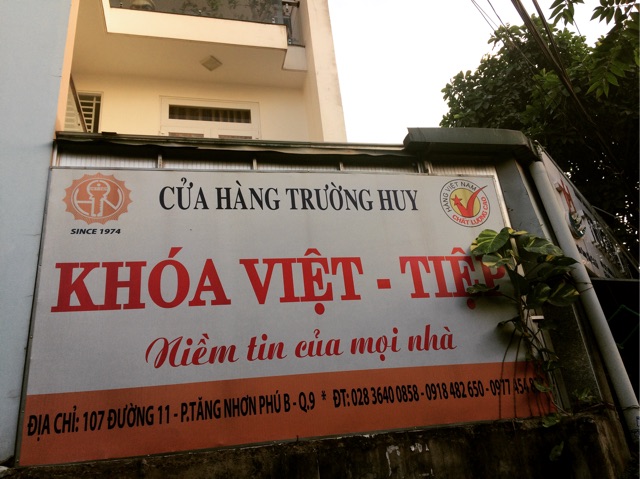 CỬA HÀNG TRƯỜNG HUY
SINCE 1974
HÀNG VIỆT NAM
CHẤT LƯỢNG CAO
KHÓA VIỆT - TIỆP
Niềm tin của mọi nhà
ĐỊA CHỈ: 107 ĐƯỜNG 11 - P.TĂNG NHƠN PHÚ B - Q.9 * ĐT: 028 3640 0858 - 0918 482 650 - 0977 454